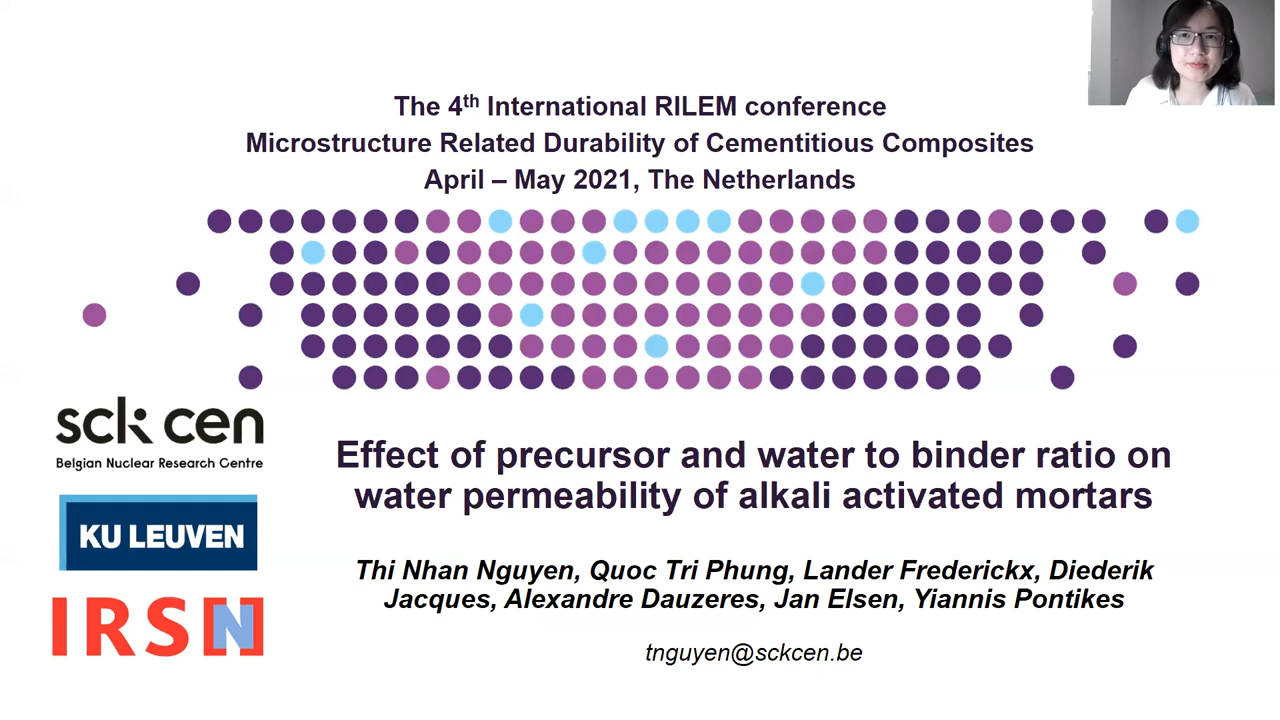 The 4th International RILEM conference
Microstructure Related Durability of Cementitious Composites
April – May 2021, The Netherlands
sck cen
Belgian Nuclear Research Centre
KU LEUVEN
IRSN
Effect of precursor and water to binder ratio on
water permeability of alkali activated mortars
Thi Nhan Nguyen, Quoc Tri Phung, Lander Frederickx, Diederik
Jacques, Alexandre Dauzeres, Jan Elsen, Yiannis Pontikes
tnguyen@sckcen.be